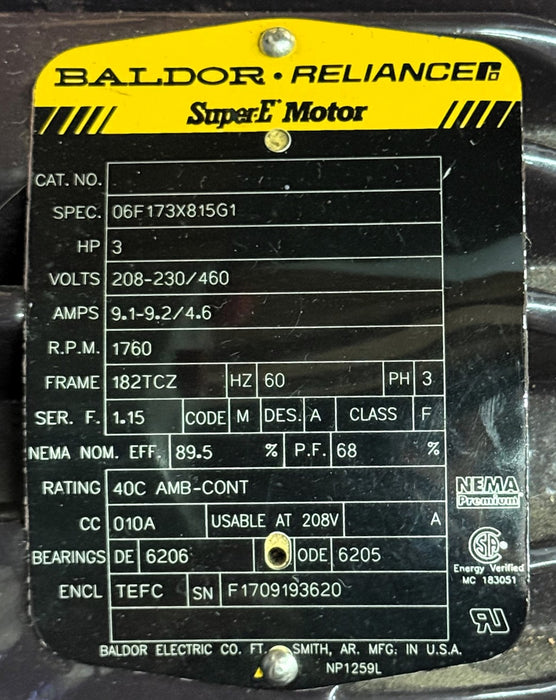 BALDOR • RELIANCE
Super-E Motor
CAT. NO.
SPEC. 06F173X815G1
HP 3
VOLTS 208-230/460
AMPS 9.1-9.2/4.6
R.P.M. 1760
FRAME 182TCZ HZ 60 PH 3
SER. F. 1.15 CODE M DES. A CLASS F
NEMA NOM. EFF. 89.5 % P.F. 68 %
RATING 40C AMB-CONT
CC 010A USABLE AT 208V A
BEARINGS DE 6206 ODE 6205
ENCL TEFC SN F1709193620
NEMA
Premium
SP
Energy Verified
MC 183051
BALDOR ELECTRIC CO. FT. SMITH, AR. MFG. IN U.S.A.
NP1259L